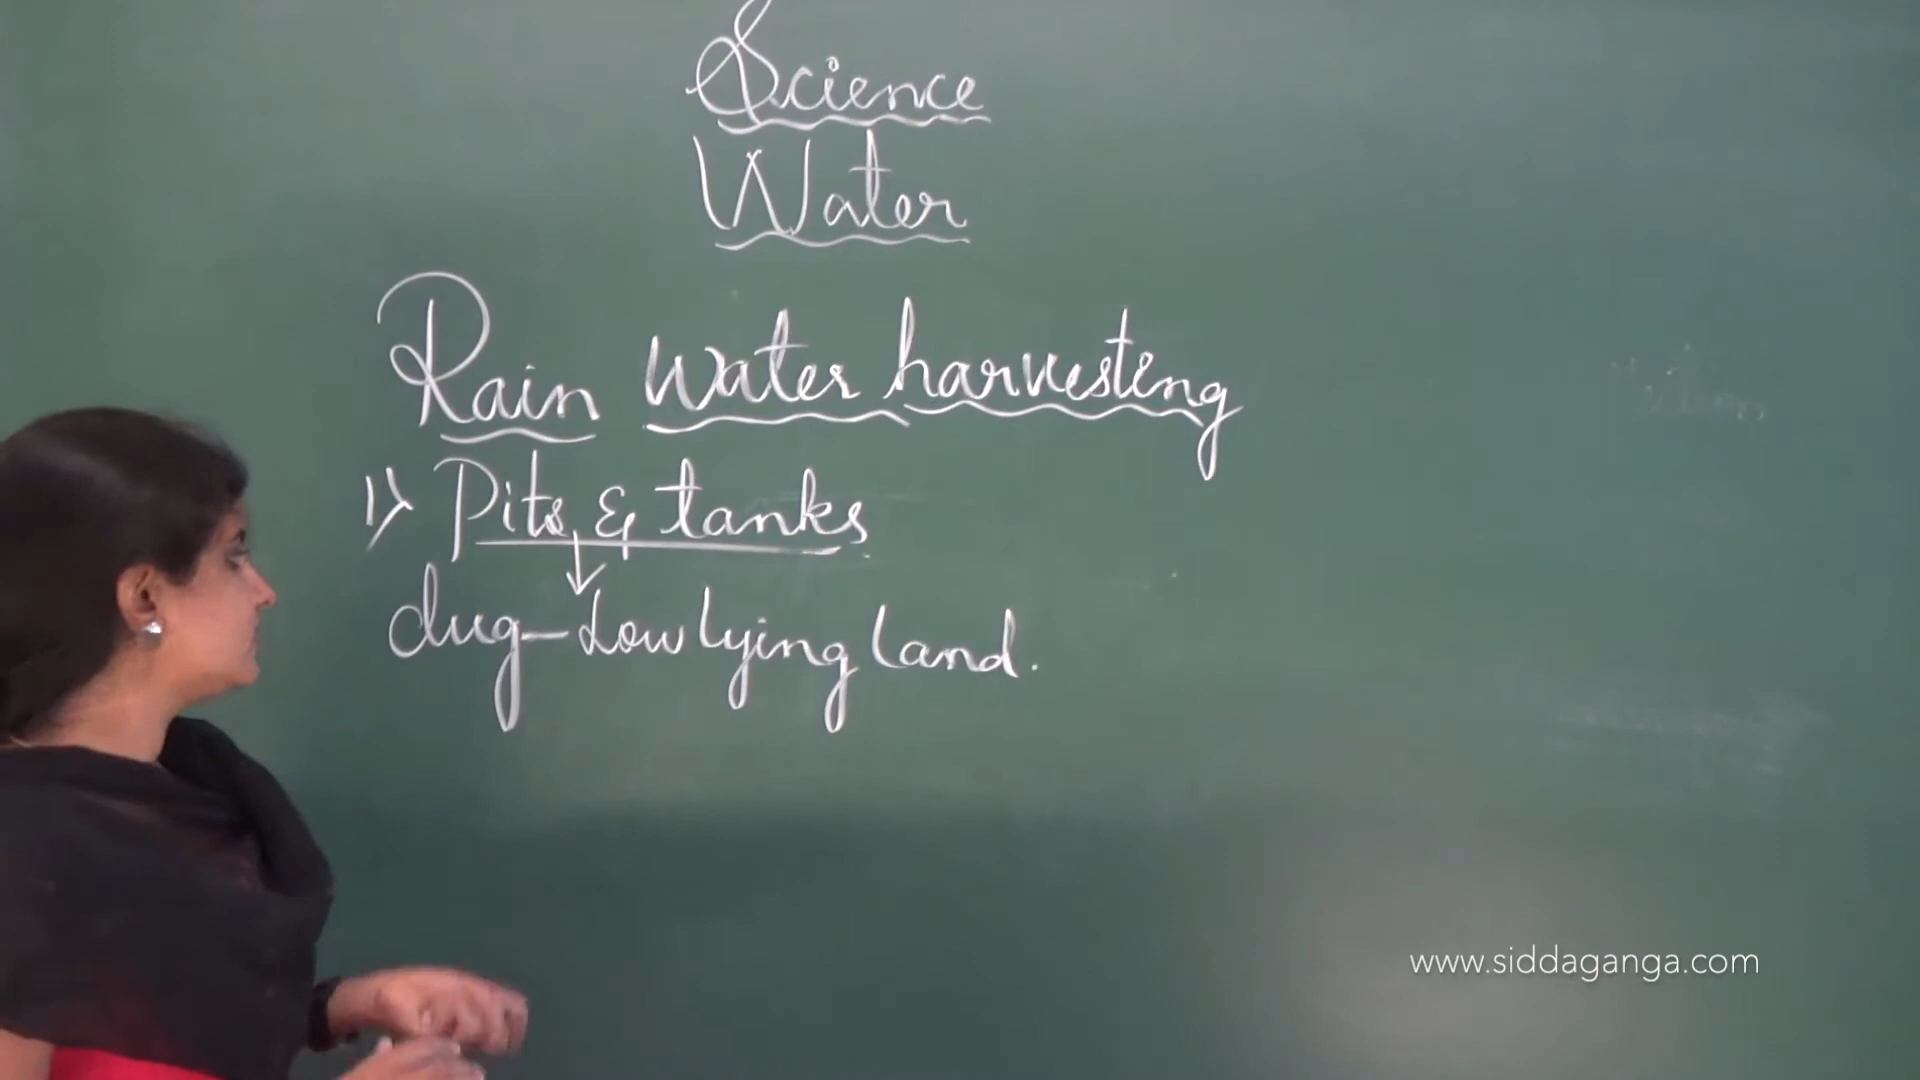 Science
Water
Rain Water harvesting
1) Pits & tanks
dug - Low lying land.
www.siddaganga.com